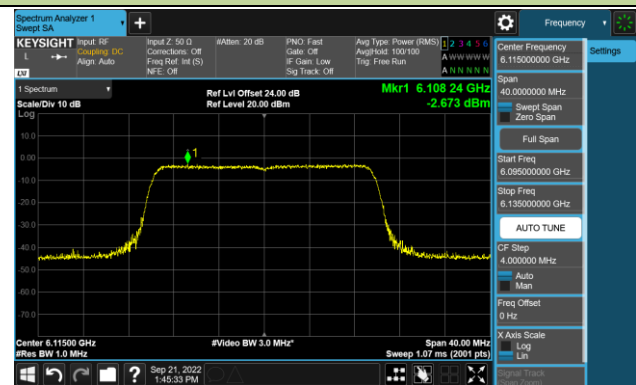 Spectrum Analyzer 1
Swept SA
Frequency
KEYSIGHT
L
LXI
Input: RF
Coupling: DC
Align: Auto
Input Z: 50 Ω
Corrections: Off
Freq Ref: Int (S)
NFE: Off
#Atten: 20 dB
PNO: Fast
Gate: Off
IF Gain: Low
Sig Track: Off
Avg Type: Power (RMS)
Avg|Hold: 100/100
Trig: Free Run
1 2 3 4 5 6
A W W W W W
A N N N N N
Center Frequency
6.115000000 GHz
Settings
Span
40.0000000 MHz
Swept Span
Zero Span
Full Span
Start Freq
6.095000000 GHz
Stop Freq
6.135000000 GHz
AUTO TUNE
CF Step
4.000000 MHz
Auto
Man
Freq Offset
0 Hz
X Axis Scale
Log
Lin
Signal Track
(Span Zoom)
1 Spectrum
Scale/Div 10 dB
Log
Ref Lvl Offset 24.00 dB
Ref Level 20.00 dBm
Mkr1 6.108 24 GHz
-2.673 dBm
10.0
0.00
-10.0
-20.0
-30.0
-40.0
-50.0
-60.0
-70.0
1
Center 6.11500 GHz
#Res BW 1.0 MHz
#Video BW 3.0 MHz*
Span 40.00 MHz
Sweep 1.07 ms (2001 pts)
?
Sep 21, 2022
1:45:33 PM